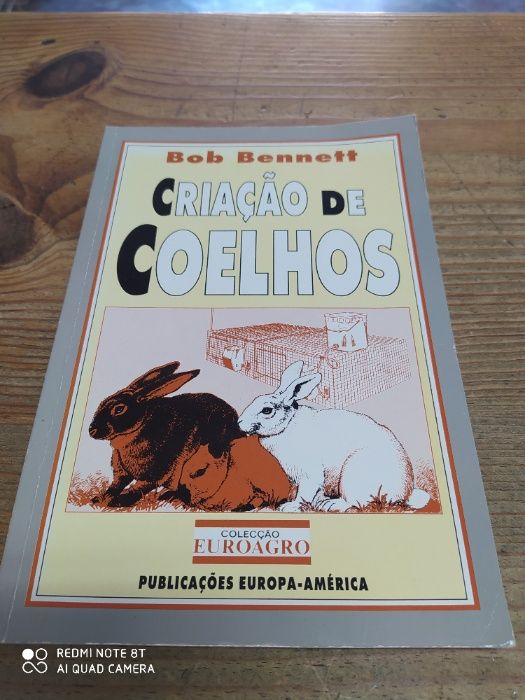 Bob Bennett
CRIAÇÃO DE
COELHOS
COLECÇÃO
EUROAGRO
PUBLICAÇÕES EUROPA-AMÉRICA
REDMI NOTE 8T
AI QUAD CAMERA